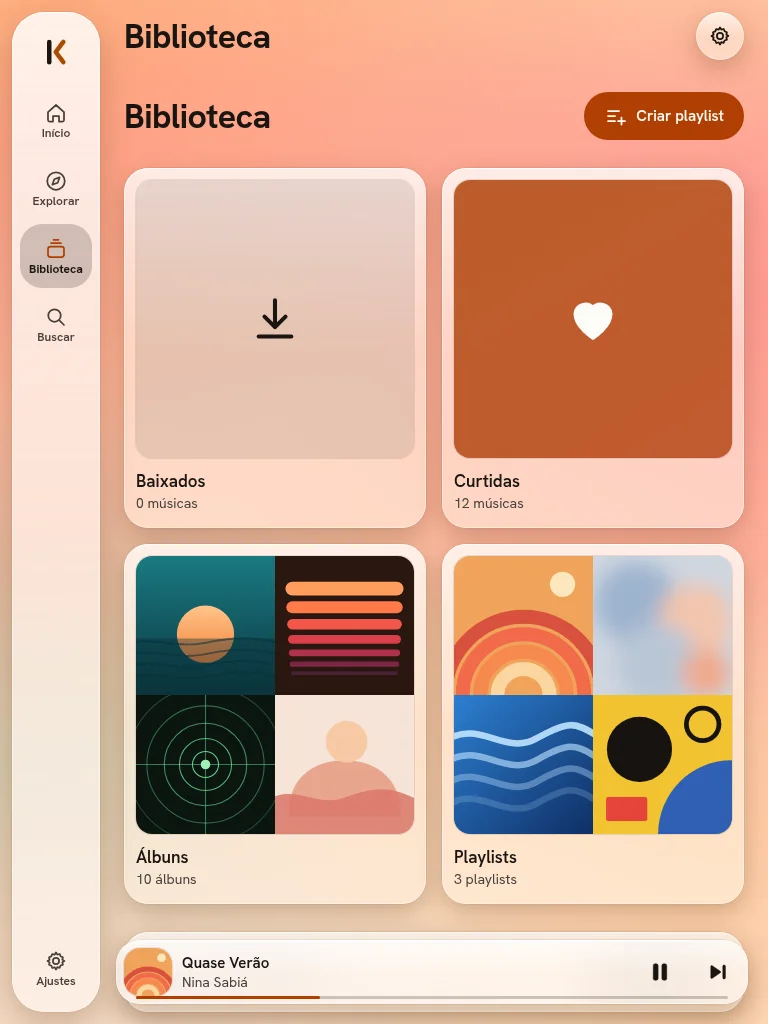 Biblioteca
Início
Explorar
Biblioteca
Buscar
Ajustes
Biblioteca
Criar playlist
Baixados
0 músicas
Curtidas
12 músicas
Álbuns
10 álbuns
Playlists
3 playlists
Quase Verão
Nina Sabiá